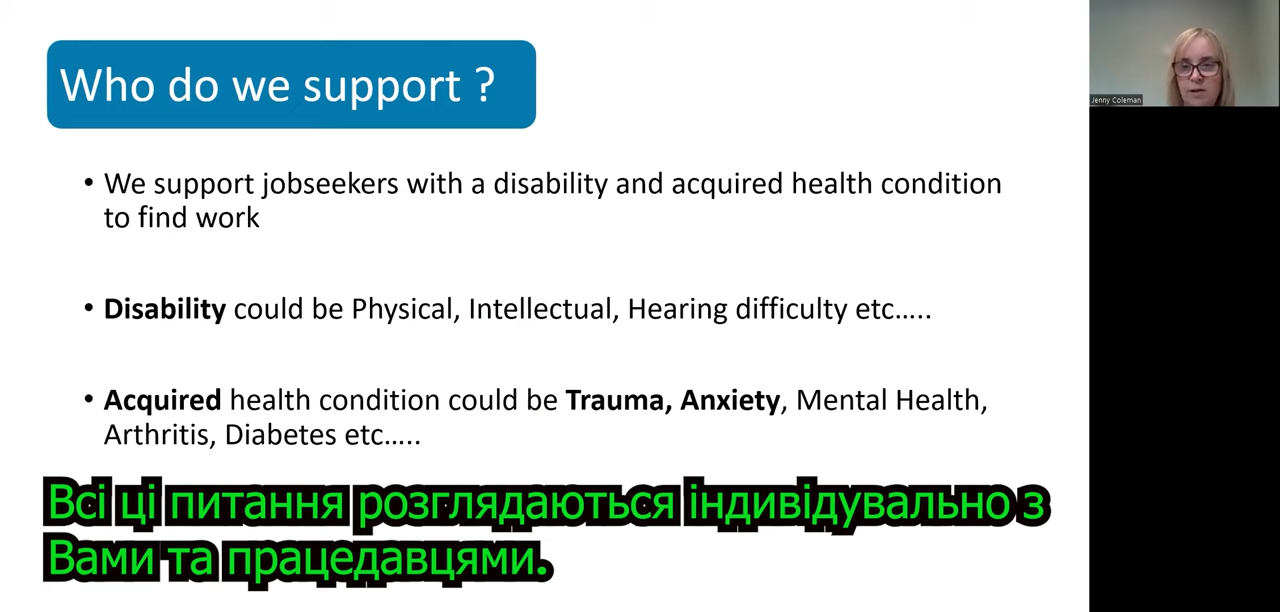 Who do we support ?
Jenny Coleman
• We support jobseekers with a disability and acquired health condition
to find work
• Disability could be Physical, Intellectual, Hearing difficulty etc…..
• Acquired health condition could be Trauma, Anxiety, Mental Health,
Arthritis, Diabetes etc…..
Всі ці питання розглядаються індивідувально з
Вами та працедавцями.